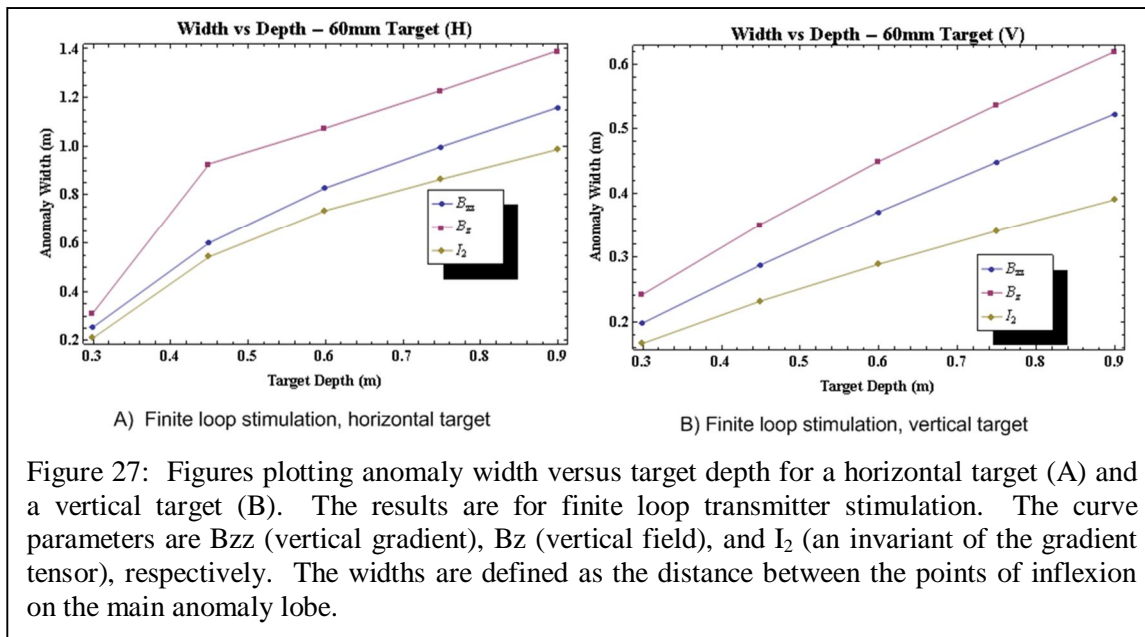 Width vs Depth – 60mm Target (H)
Anomaly Width (m)
1.4
1.2
1.0
0.8
0.6
0.4
0.2
0.3 0.4 0.5 0.6 0.7 0.8 0.9
Target Depth (m)
Bzz
Bz
I2
A) Finite loop stimulation, horizontal target
Width vs Depth – 60mm Target (V)
Anomaly Width (m)
0.6
0.5
0.4
0.3
0.2
0.3 0.4 0.5 0.6 0.7 0.8 0.9
Target Depth (m)
Bzz
Bz
I2
B) Finite loop stimulation, vertical target
Figure 27: Figures plotting anomaly width versus target depth for a horizontal target (A) and
a vertical target (B). The results are for finite loop transmitter stimulation. The curve
parameters are Bzz (vertical gradient), Bz (vertical field), and I2 (an invariant of the gradient
tensor), respectively. The widths are defined as the distance between the points of inflexion
on the main anomaly lobe.